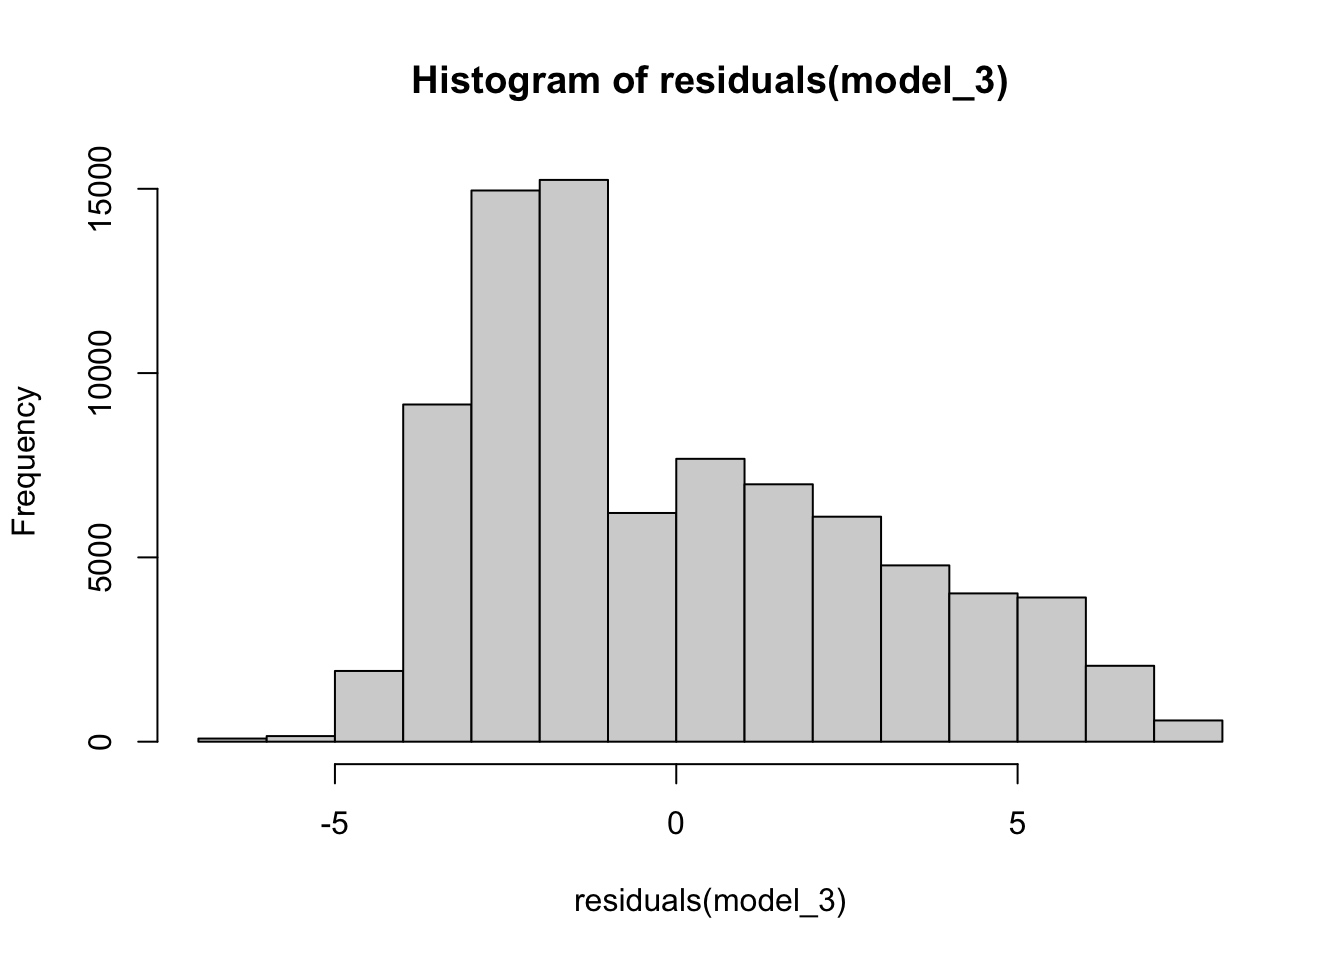 Histogram of residuals(model_3)
Frequency
15000
10000
5000
0
-5 0 5
residuals(model_3)